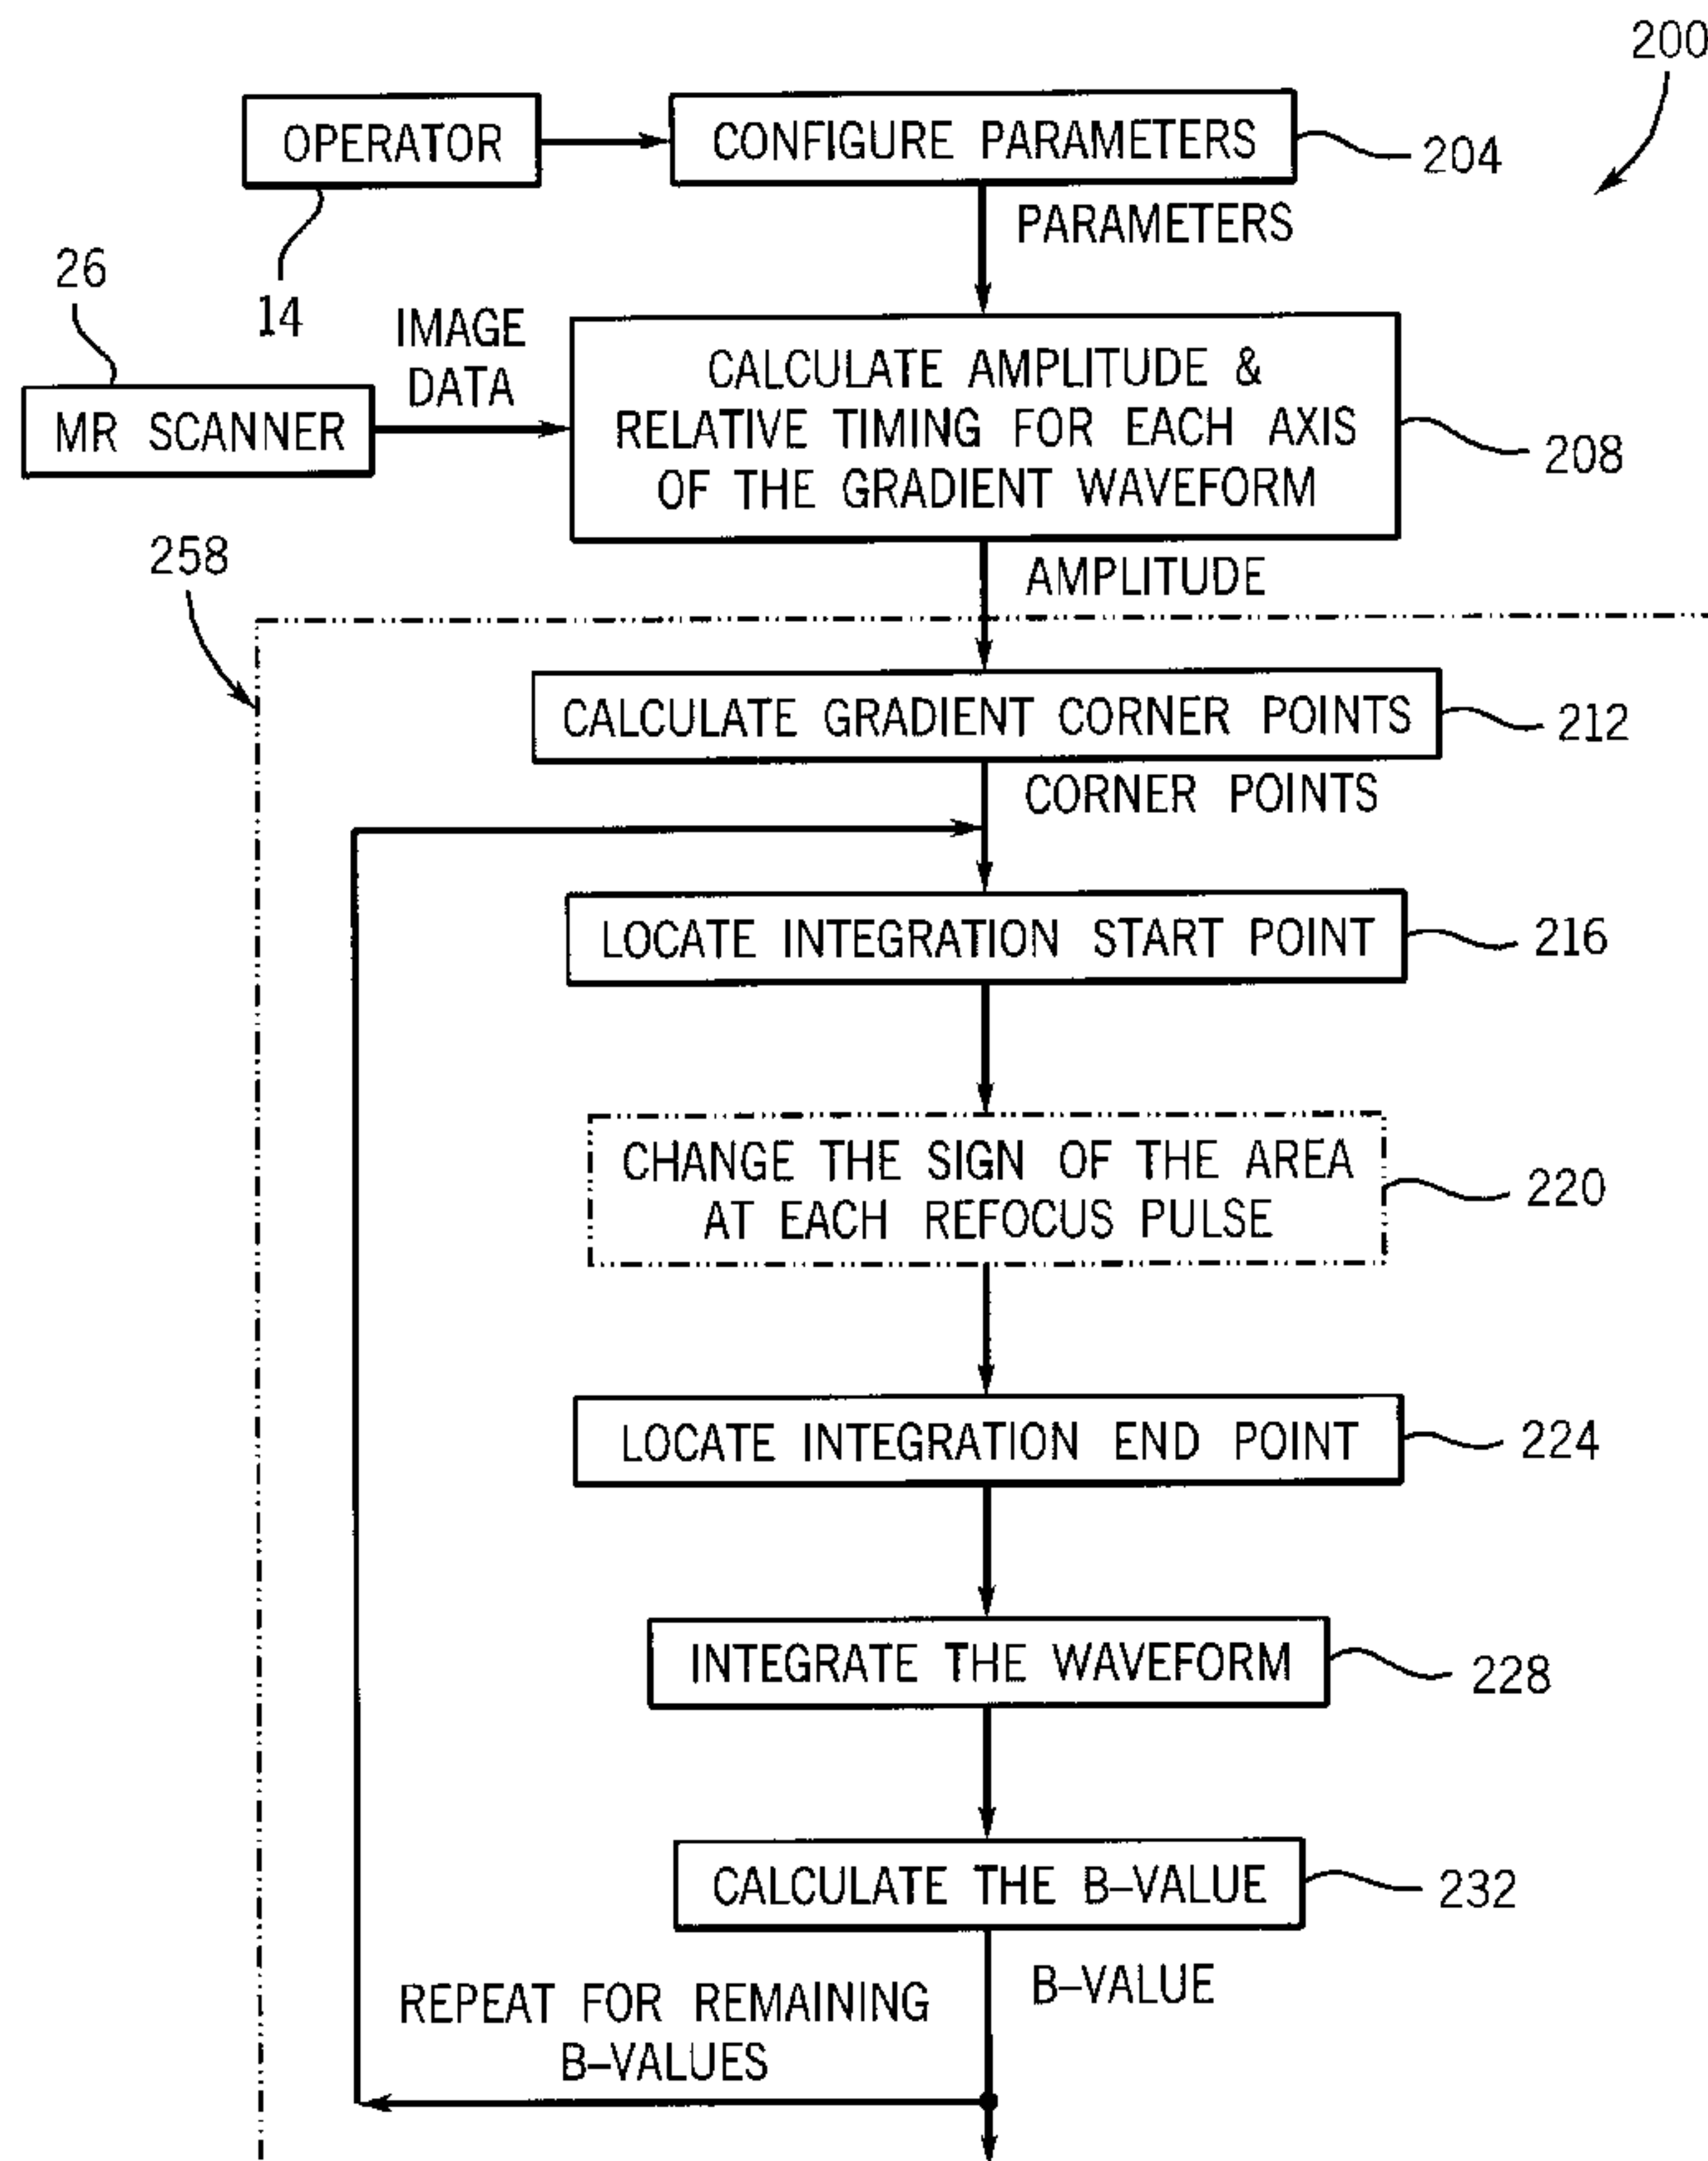 200
OPERATOR
CONFIGURE PARAMETERS
204
PARAMETERS
14
26
IMAGE
DATA
MR SCANNER
CALCULATE AMPLITUDE &
RELATIVE TIMING FOR EACH AXIS
OF THE GRADIENT WAVEFORM
208
258
AMPLITUDE
CALCULATE GRADIENT CORNER POINTS
212
CORNER POINTS
LOCATE INTEGRATION START POINT
216
CHANGE THE SIGN OF THE AREA
AT EACH REFOCUS PULSE
220
LOCATE INTEGRATION END POINT
224
INTEGRATE THE WAVEFORM
228
CALCULATE THE B-VALUE
232
B-VALUE
REPEAT FOR REMAINING
B-VALUES